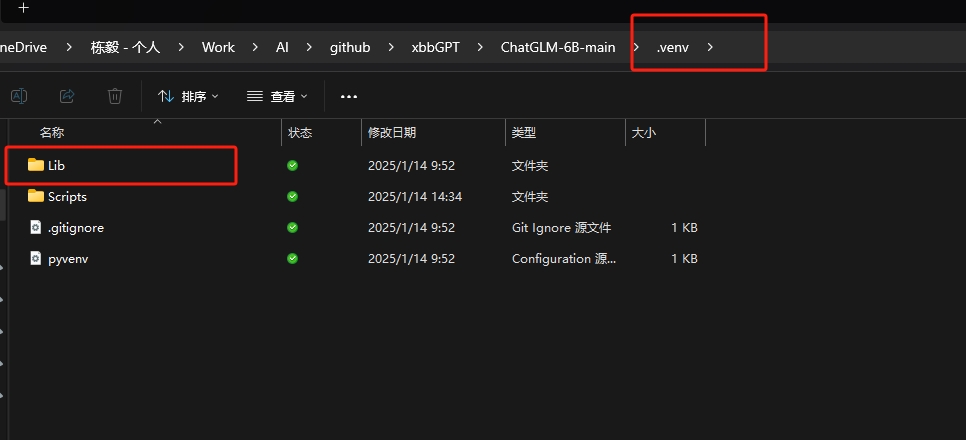 neDrive > 栋毅 - 个人 > Work > AI > github > xbbGPT > ChatGLM-6B-main > .venv >
排序 查看
名称 状态 修改日期 类型 大小
Lib 2025/1/14 9:52 文件夹
Scripts 2025/1/14 14:34 文件夹
.gitignore 2025/1/14 9:52 Git Ignore 源文件 1 KB
pyvenv 2025/1/14 9:52 Configuration 源... 1 KB